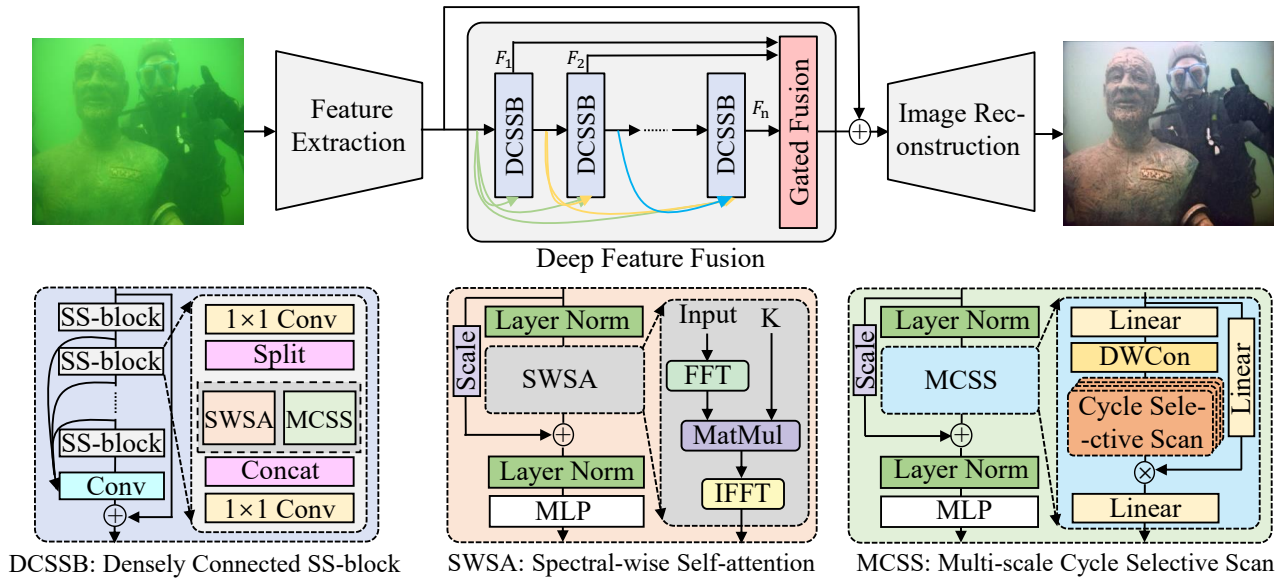 Feature
Extraction
F1
F2
Fn
DCSSB
DCSSB
......
DCSSB
Gated Fusion
Image Rec-
-onstruction
Deep Feature Fusion
SS-block
SS-block
SS-block
Conv
1×1 Conv
Split
SWSA
MCSS
Concat
1×1 Conv
DCSSB: Densely Connected SS-block
Scale
Layer Norm
SWSA
Layer Norm
MLP
Input
K
FFT
MatMul
IFFT
SWSA: Spectral-wise Self-attention
Scale
Layer Norm
MCSS
Layer Norm
MLP
Linear
DWCon
Cycle Sele-
-ctive Scan
Linear
Linear
MCSS: Multi-scale Cycle Selective Scan